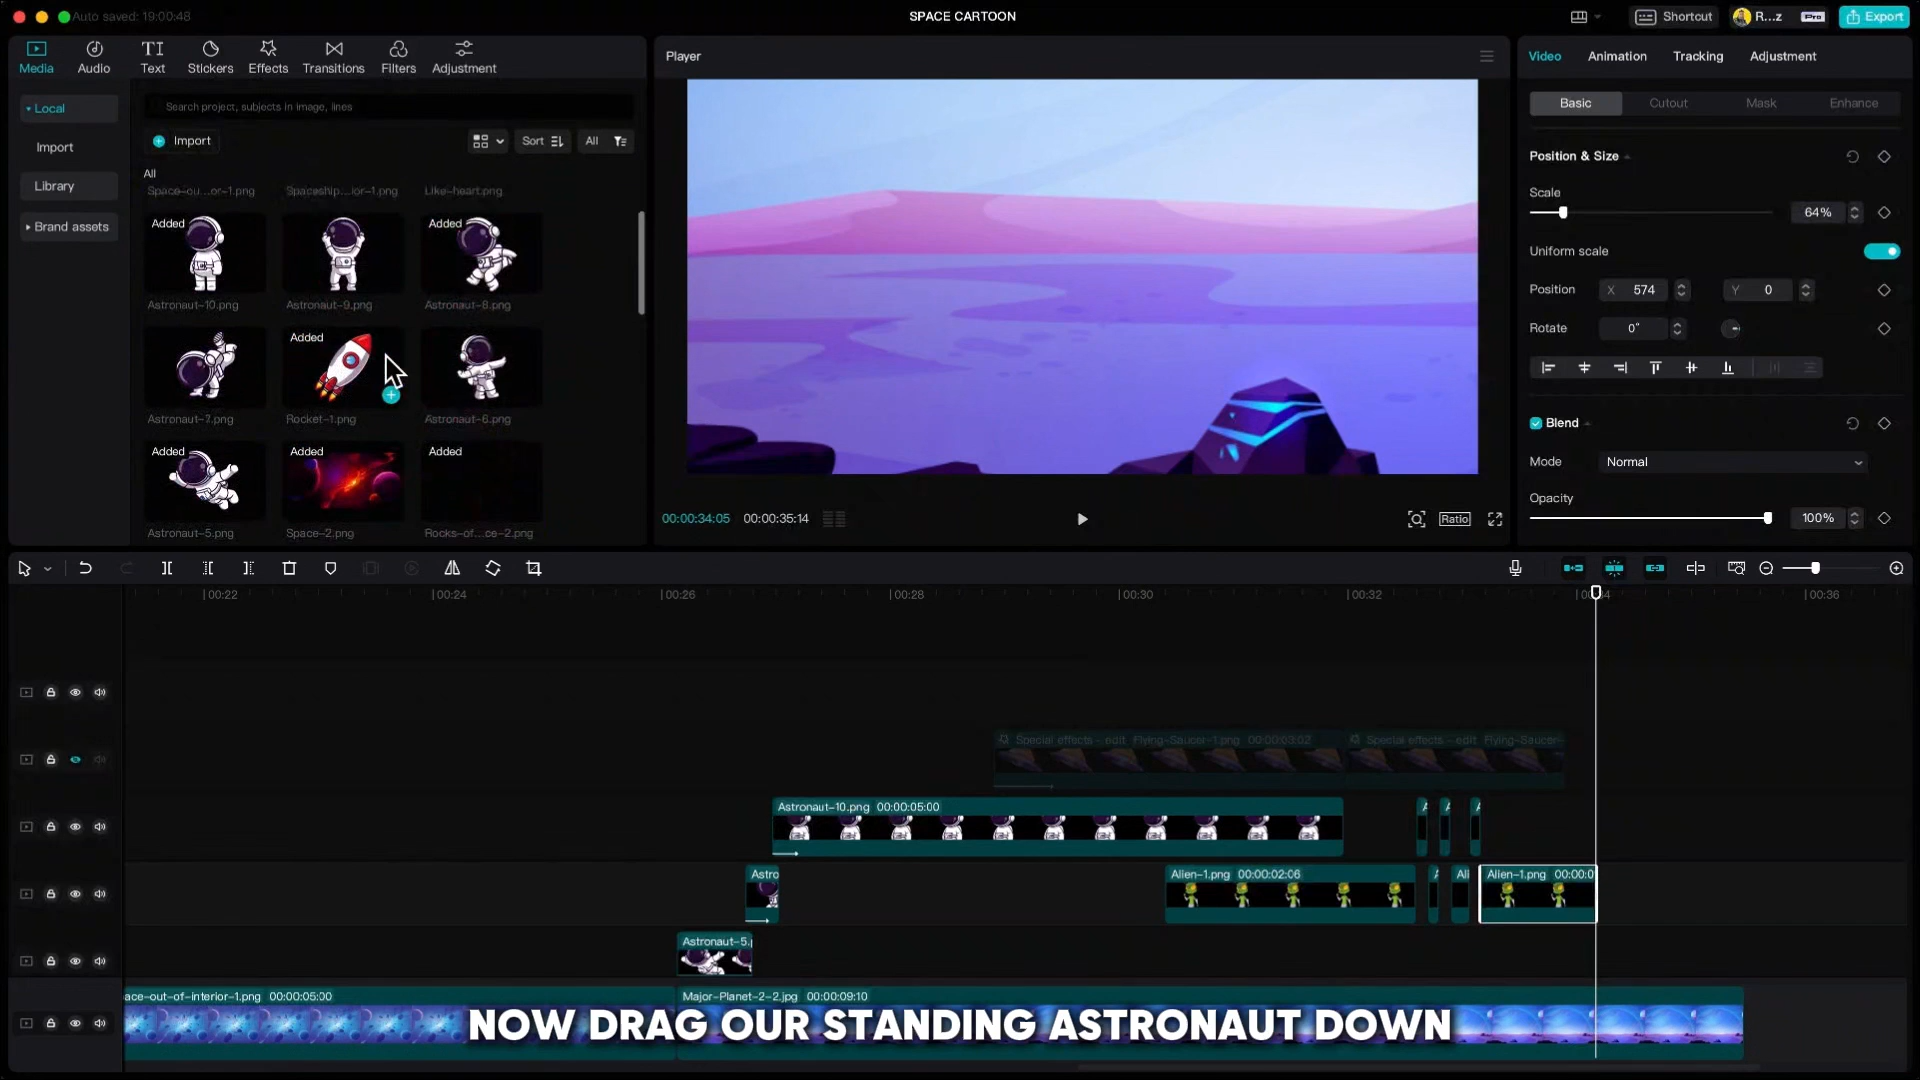 Auto saved: 19:00:48
SPACE CARTOON
Shortcut
R...z
Pro
Export
Media
Audio
TI
Text
Stickers
Effects
Transitions
Filters
Adjustment
Local
Import
Library
Brand assets
Search project, subjects in image, lines
Import
Sort
All
All
Space-ou...or-1.png
Spaceship...ior-1.png
Like-heart.png
Added
Added
Astronaut-10.png
Astronaut-9.png
Astronaut-8.png
Added
Astronaut-7.png
Rocket-1.png
Astronaut-6.png
Added
Added
Added
Astronaut-5.png
Space-2.png
Rocks-of...ce-2.png
Player
00:00:34:05
00:00:35:14
Ratio
Video
Animation
Tracking
Adjustment
Basic
Cutout
Mask
Enhance
Position & Size
Scale
64%
Uniform scale
Position
X 574
Y 0
Rotate
0°
Blend
Mode
Normal
Opacity
100%
00:22
00:24
00:26
00:28
00:30
00:32
00:36
Special effects - edit Flying-Saucer-1.png 00:00:03:02
Special effects - edit Flying-Saucer-
Astronaut-10.png 00:00:05:00
Astro
Alien-1.png 00:00:02:06
Ali
Alien-1.png 00:00:0
Astronaut-5.p
ace-out-of-interior-1.png 00:00:05:00
Major-Planet-2-2.jpg 00:00:09:10
NOW DRAG OUR STANDING ASTRONAUT DOWN